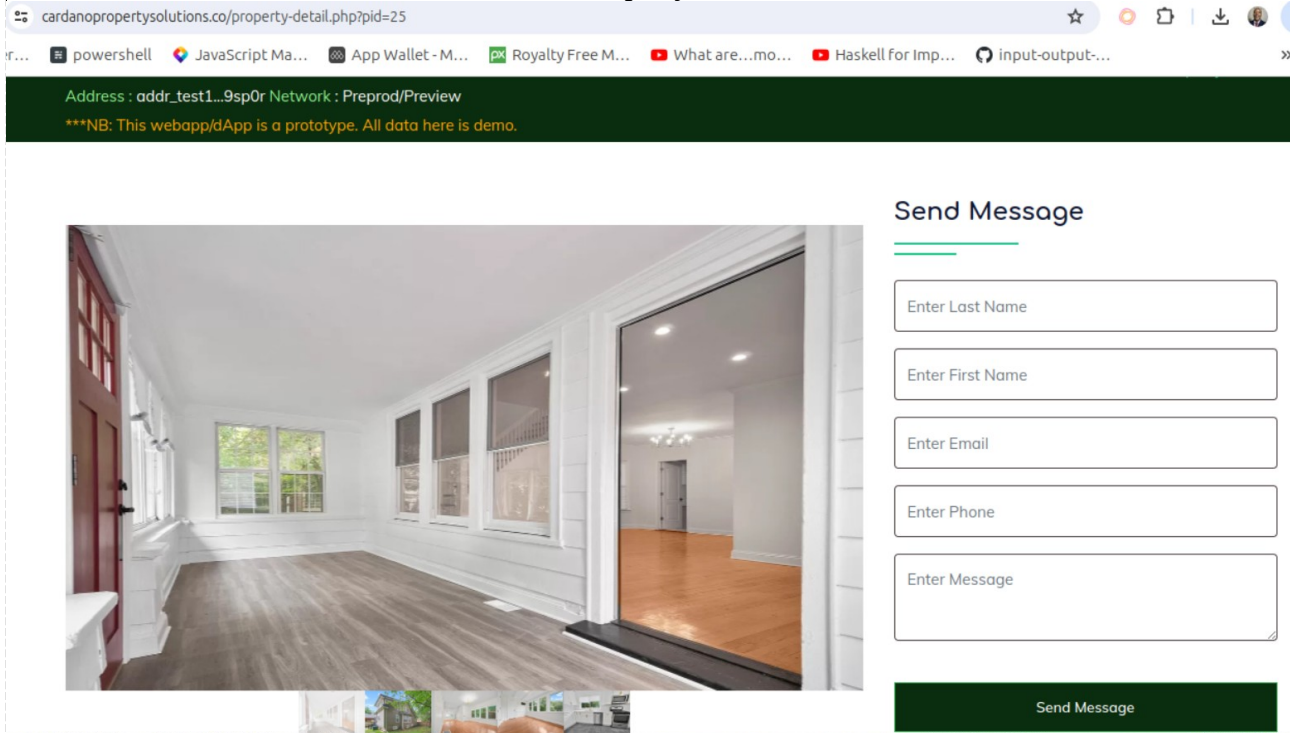 cardanopropertysolutions.co/property-detail.php?pid=25
powershell JavaScript Ma... App Wallet - M... Royalty Free M... What are...mo... Haskell for Imp... input-output-...
Address : addr_test1...9sp0r Network : Preprod/Preview
***NB: This webapp/dApp is a prototype. All data here is demo.
Send Message
Enter Last Name
Enter First Name
Enter Email
Enter Phone
Enter Message
Send Message